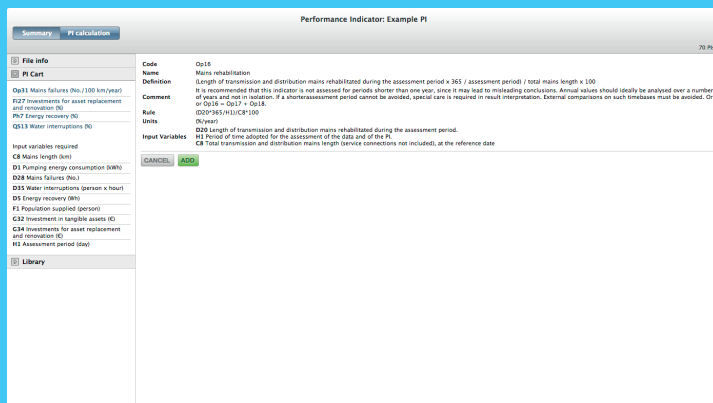 Performance Indicator: Example PI
Summary
PI calculation
70 PIs
File info
PI Cart
Op31 Mains failures (No./100 km/year)
Fi27 Investments for asset replacement
and renovation (%)
Ph7 Energy recovery (%)
QS13 Water interruptions (%)
Input variables required
C8 Mains length (km)
D1 Pumping energy consumption (kWh)
D28 Mains failures (No.)
D35 Water interruptions (person x hour)
D5 Energy recovery (Wh)
F1 Population supplied (person)
G32 Investment in tangible assets (€)
G34 Investments for asset replacement
and renovation (€)
H1 Assessment period (day)
Library
Code Op16
Name Mains rehabilitation
Definition (Length of transmission and distribution mains rehabilitated during the assessment period x 365 / assessment period) / total mains length x 100
Comment It is recommended that this indicator is not assessed for periods shorter than one year, since it may lead to misleading conclusions. Annual values should ideally be analysed over a number
of years and not in isolation. If a shorterassessment period cannot be avoided, special care is required in result interpretation. External comparisons on such timebases must be avoided. Or
or Op16 = Op17 + Op18.
Rule (D20*365/H1)/C8*100
Units (%/year)
Input Variables D20 Length of transmission and distribution mains rehabilitated during the assessment period.
H1 Period of time adopted for the assessment of the data and of the PI.
C8 Total transmission and distribution mains length (service connections not included), at the reference date
CANCEL ADD